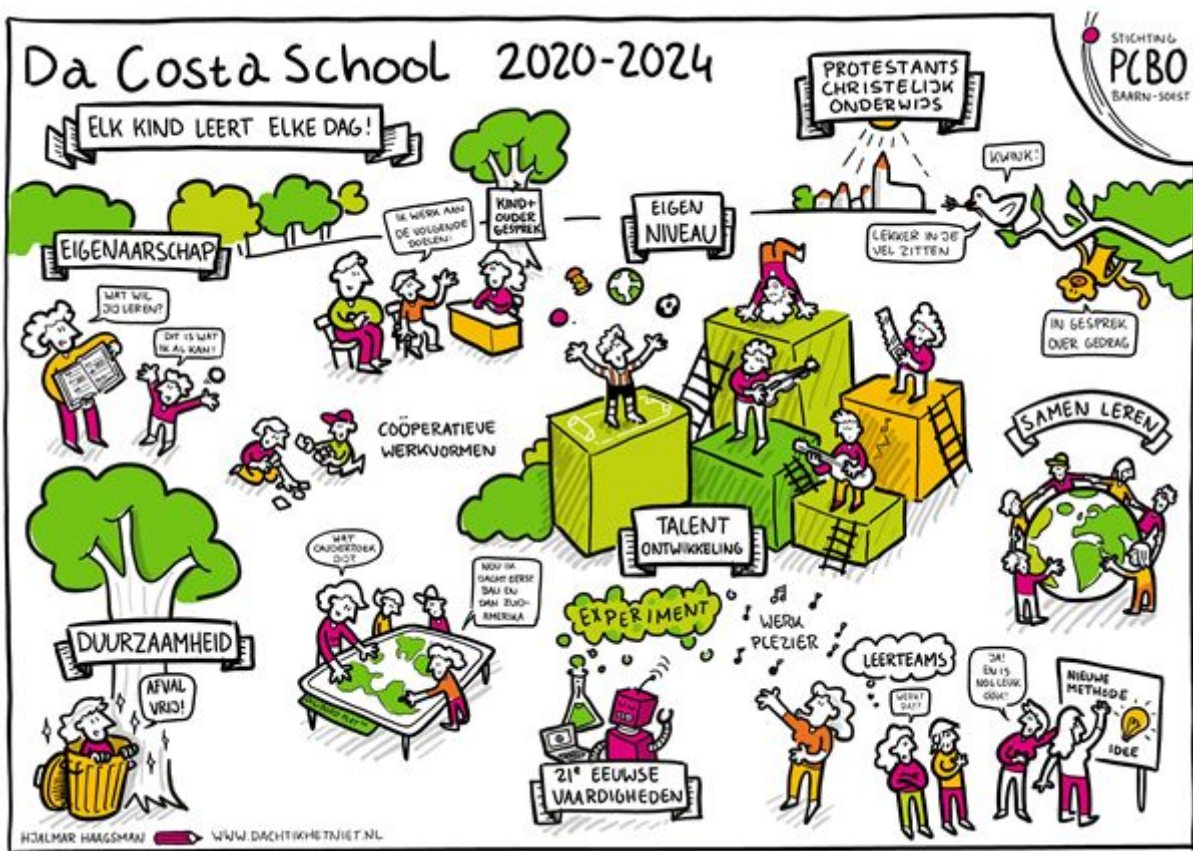 Da Costa School 2020-2024
STICHTING
PCBO
BAARN-SOEST
ELK KIND LEERT ELKE DAG!
PROTESTANTS
CHRISTELIJK
ONDERWIJS
KWINK!
LEKKER IN JE
VEL ZITTEN
IN GESPREK
OVER GEDRAG
EIGENAARSCHAP
WAT WIL
JIJ LEREN?
DIT IS WAT
IK AL KAN!
IK WERK AAN
DE VOLGENDE
DOELEN:
KIND+
OUDER
GESPREK
EIGEN
NIVEAU
COÖPERATIEVE
WERKVORMEN
TALENT
ONTWIKKELING
SAMEN LEREN
DUURZAAMHEID
AFVAL
VRIJ!
WAT
ONDERZOEK
JIJ?
NOU IK
DACHT EERST
BALI EN
DAN ZUID-
AMERIKA
EXPERIMENT
21e EEUWSE
VAARDIGHEDEN
WERK
PLEZIER
LEERTEAMS
WERKT
DAT?
JA!
EN IS
NOG LEUK
OOK!
NIEUWE
METHODE
IDEE
HJALMAR HAAGSMAN WWW.DACHTIKHETNIET.NL